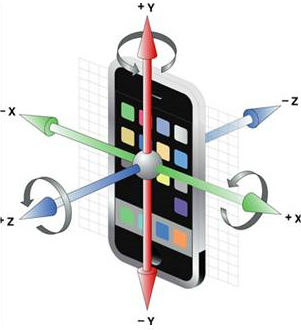 + Y
- Z
- X
+ X
+ Z
- Y